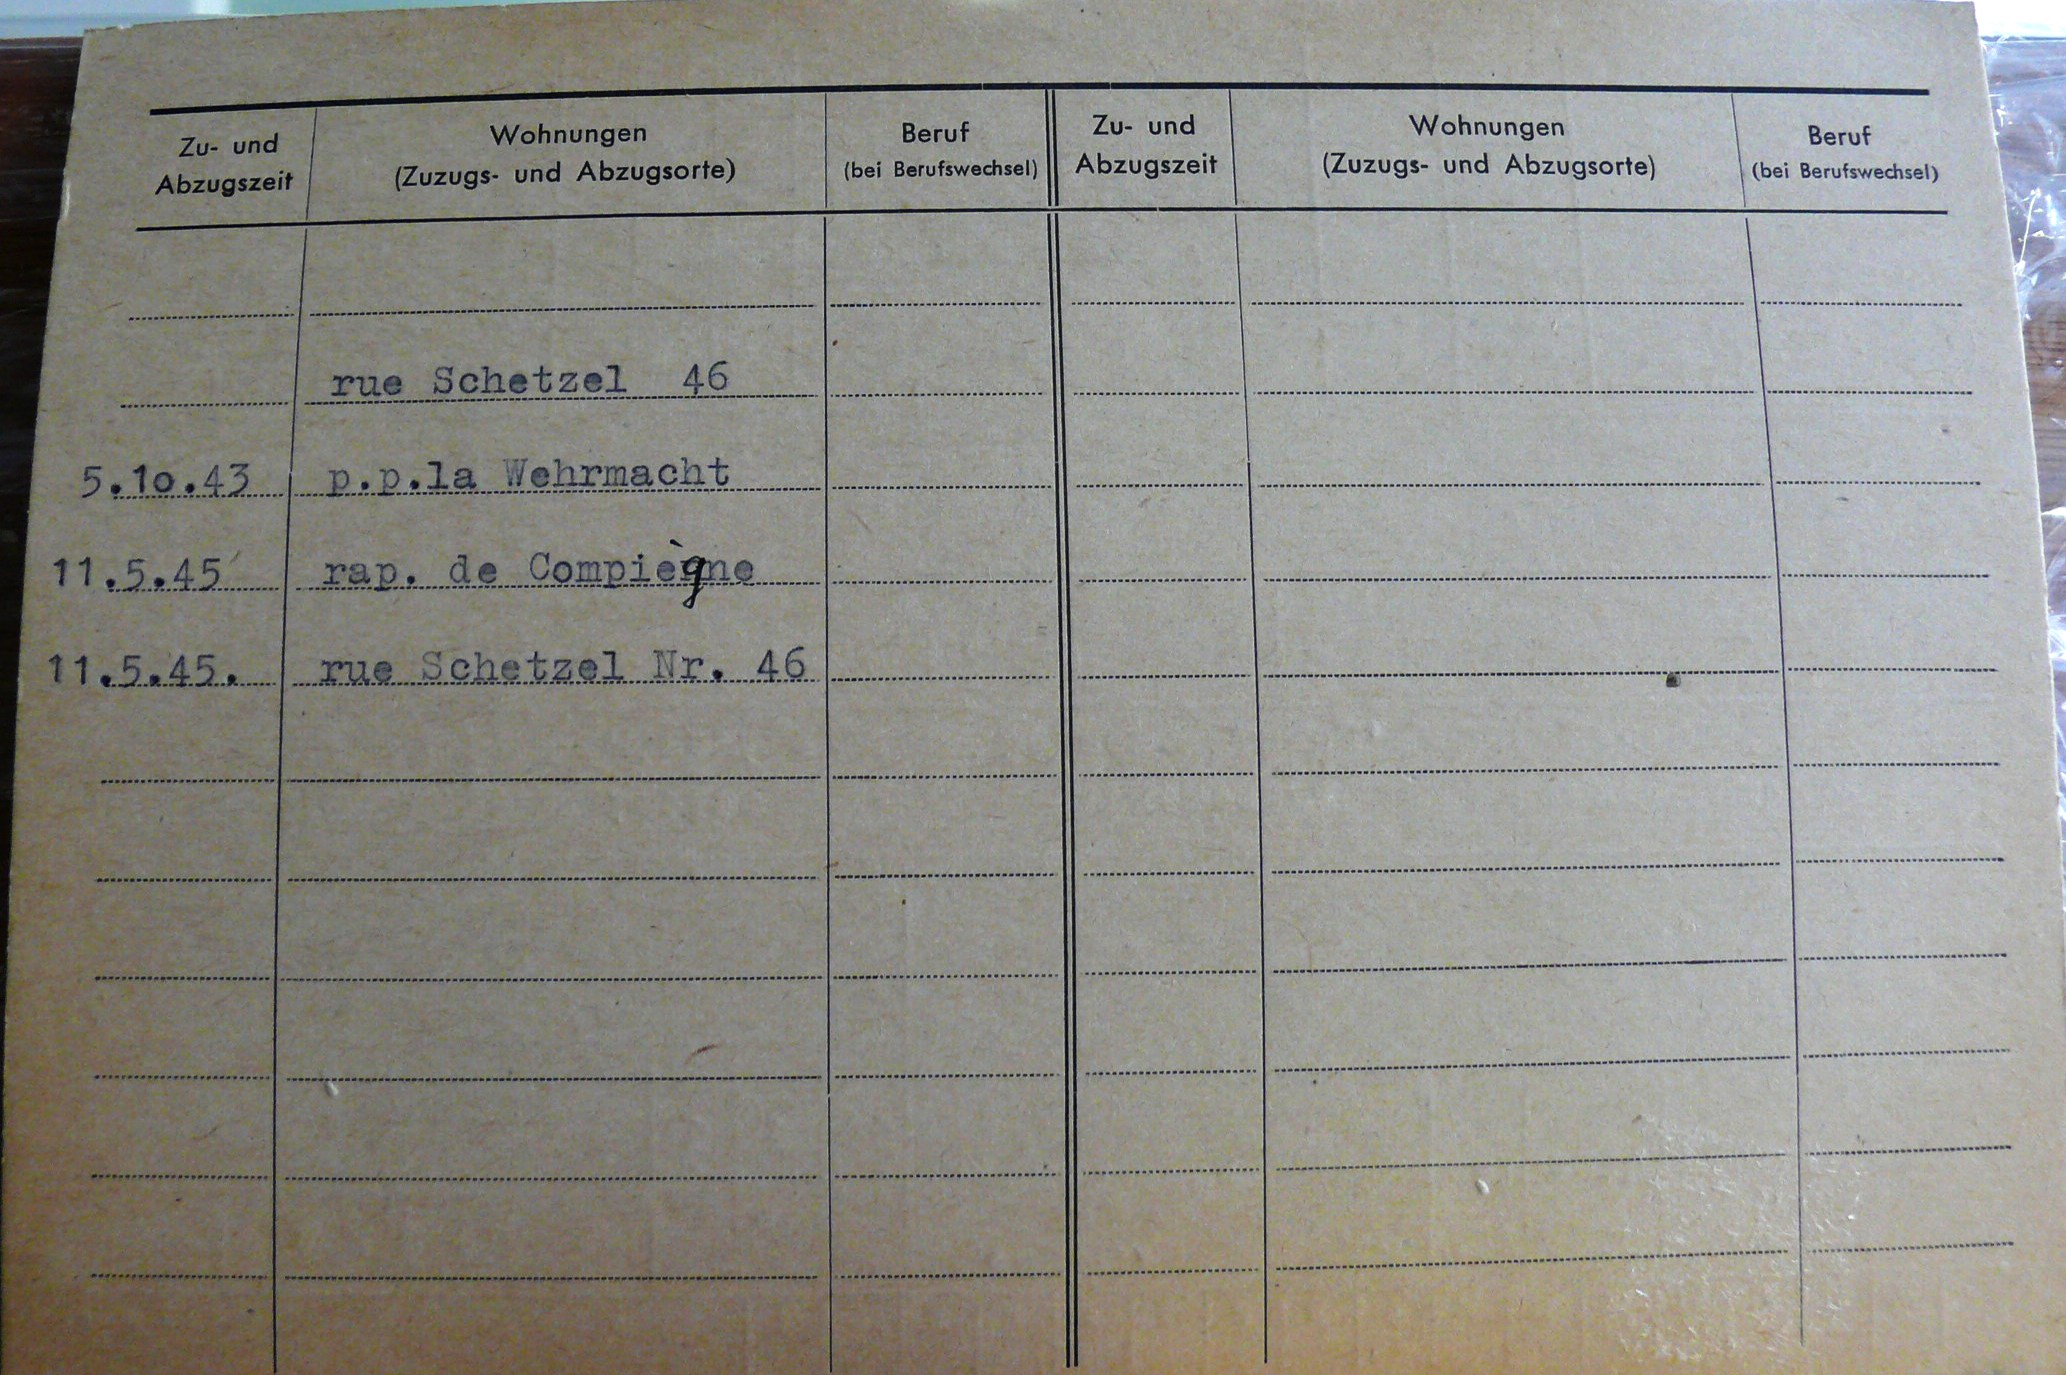 Zu- und Abzugszeit
Wohnungen (Zuzugs- und Abzugsorte)
Beruf (bei Berufswechsel)
Zu- und Abzugszeit
Wohnungen (Zuzugs- und Abzugsorte)
Beruf (bei Berufswechsel)
rue Schetzel 46
5.1o.43 p.p.la Wehrmacht
11.5.45 rap. de Compiègne
11.5.45. rue Schetzel Nr. 46